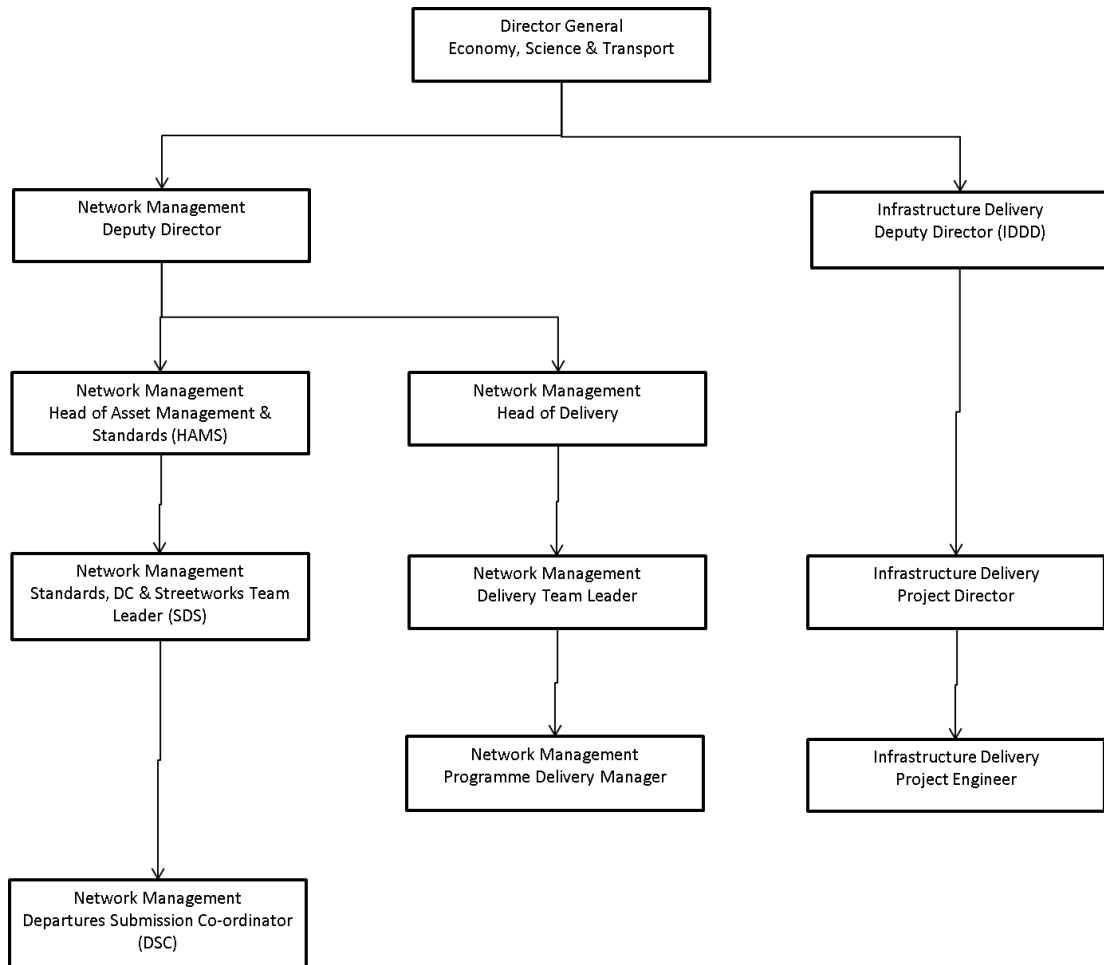 Director General
Economy, Science & Transport
Network Management
Deputy Director
Infrastructure Delivery
Deputy Director (IDDD)
Network Management
Head of Asset Management &
Standards (HAMS)
Network Management
Head of Delivery
Network Management
Standards, DC & Streetworks Team
Leader (SDS)
Network Management
Delivery Team Leader
Infrastructure Delivery
Project Director
Network Management
Programme Delivery Manager
Infrastructure Delivery
Project Engineer
Network Management
Departures Submission Co-ordinator
(DSC)